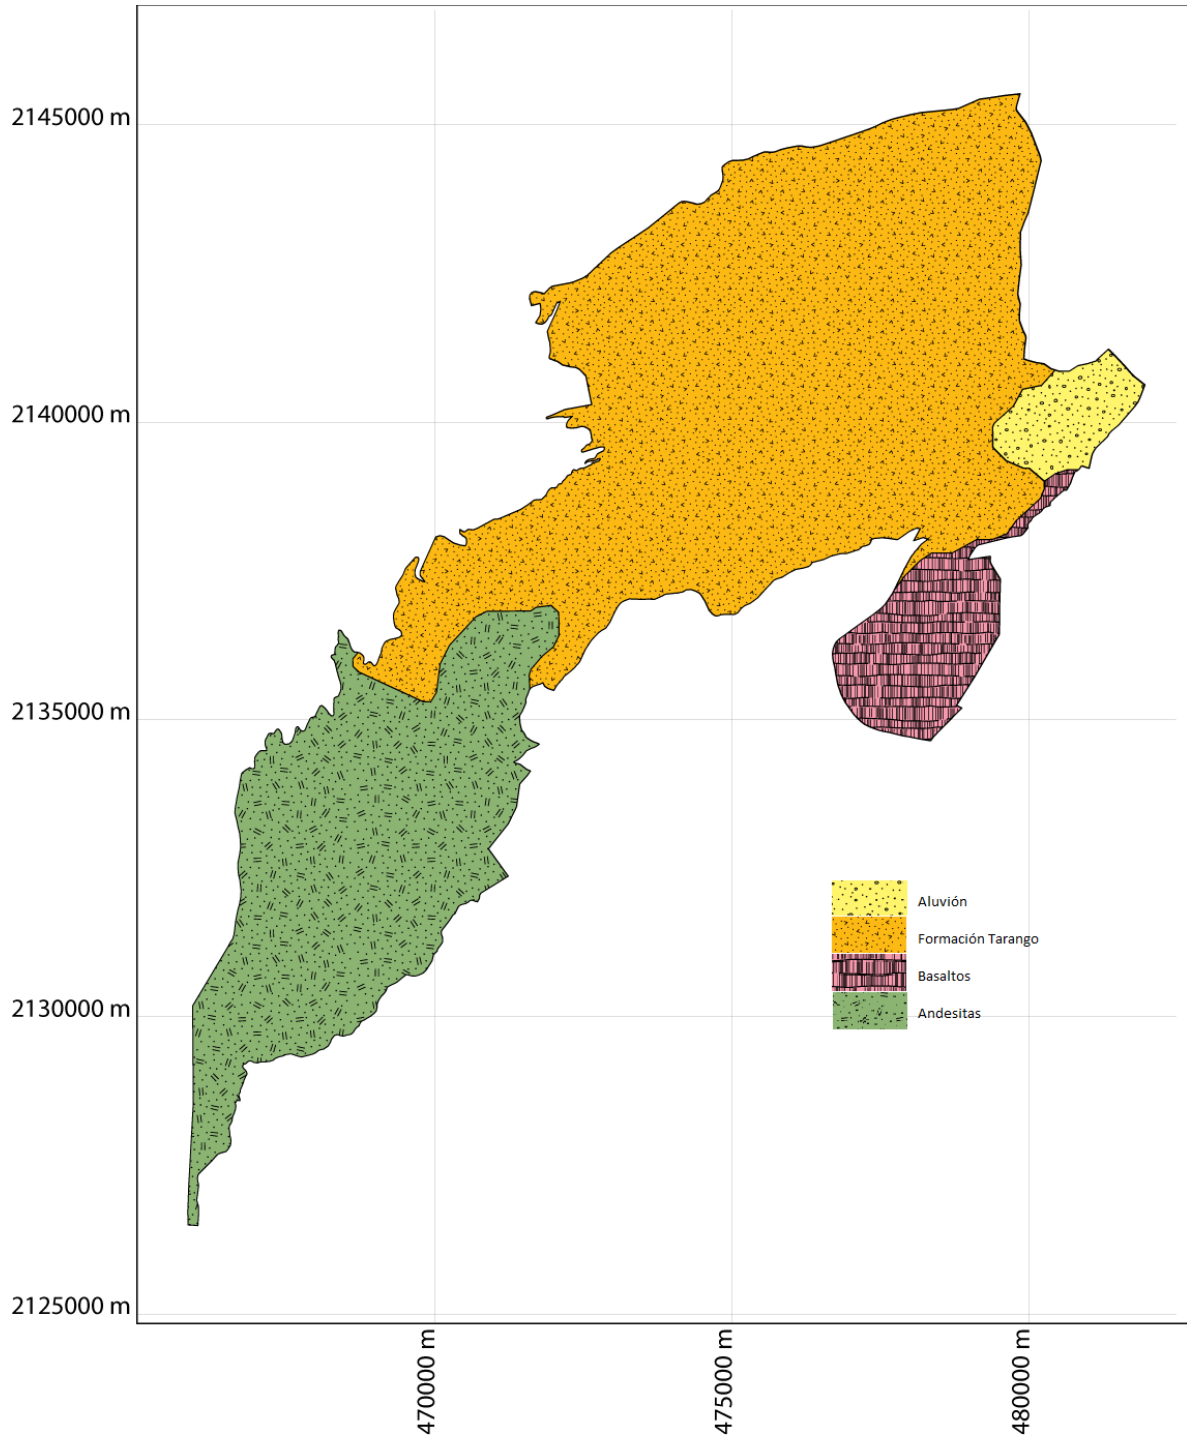 2145000 m
2140000 m
2135000 m
2130000 m
2125000 m
Aluvión
Formación Tarango
Basaltos
Andesitas
470000 m
475000 m
480000 m